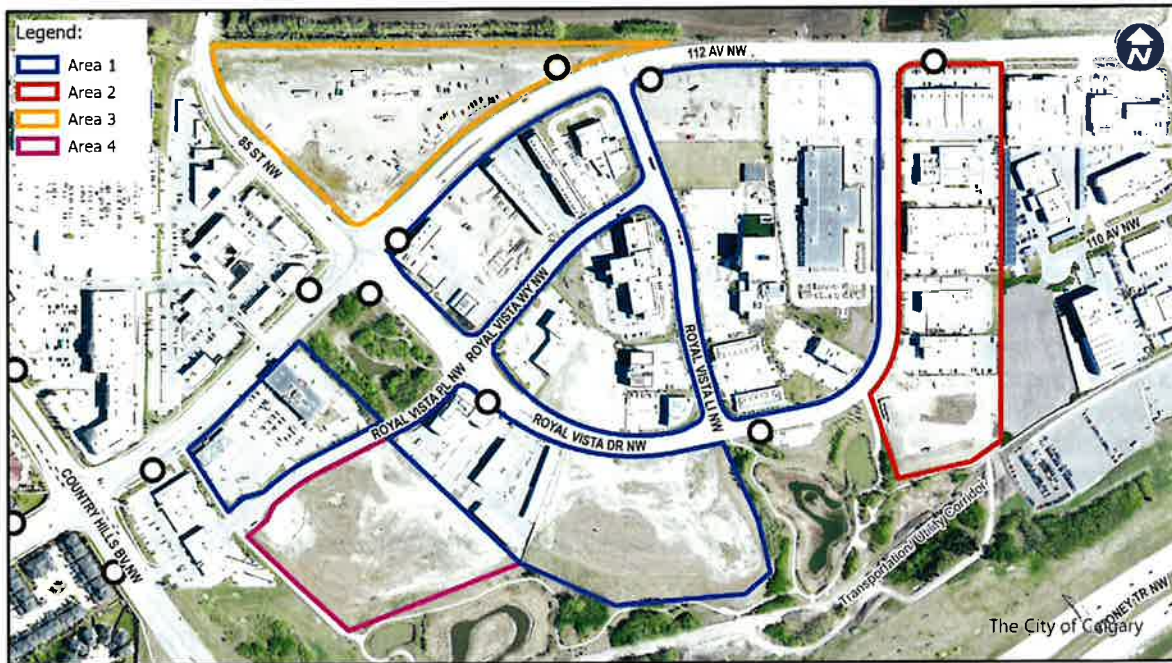 Legend:
Area 1
Area 2
Area 3
Area 4
N
112 AV NW
85 ST NW
110 AV NW
ROYAL VISTA WY NW
ROYAL VISTA LI NW
ROYAL VISTA PL NW
ROYAL VISTA DR NW
COUNTRY HILLS BV NW
Transportation/ Utility Corridor
TR NW
The City of Calgary